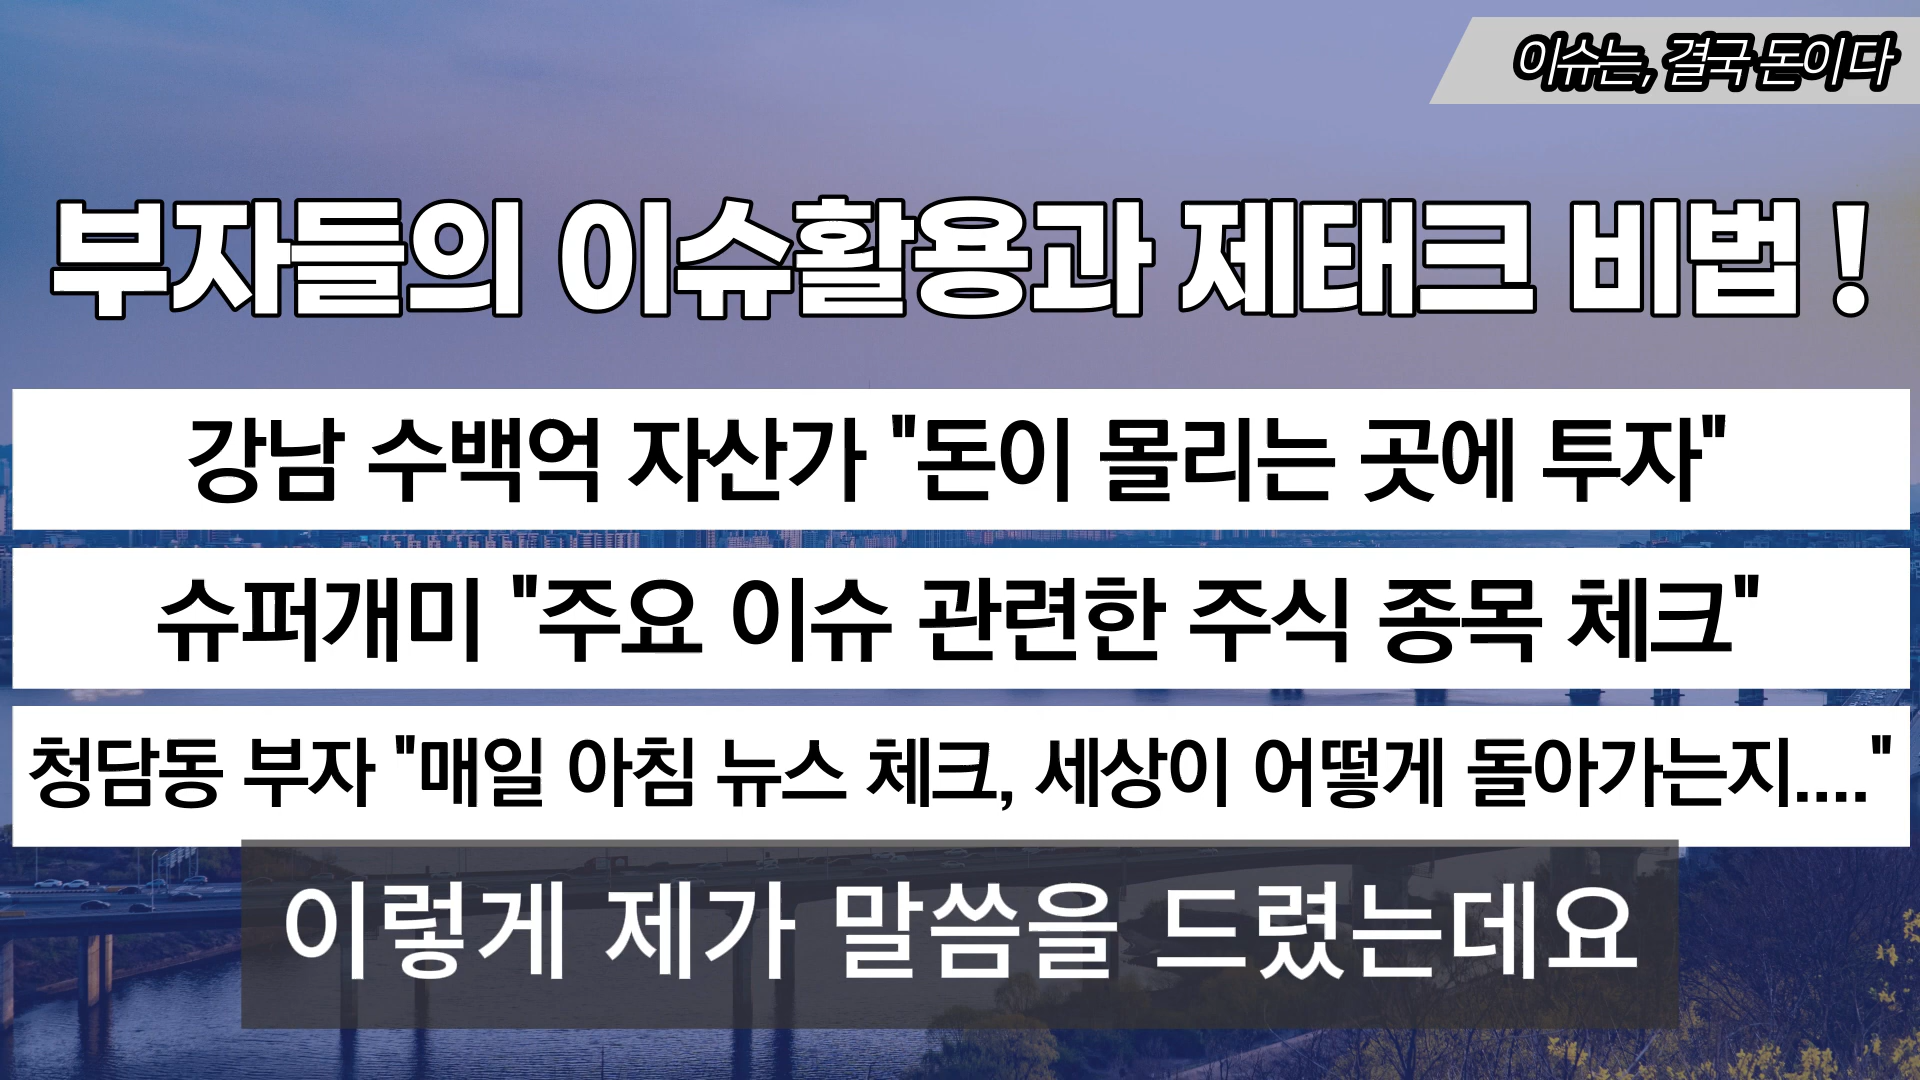 이슈는, 결국 돈이다
부자들의 이슈활용과 제태크 비법 !
강남 수백억 자산가 "돈이 몰리는 곳에 투자"
슈퍼개미 "주요 이슈 관련한 주식 종목 체크"
청담동 부자 "매일 아침 뉴스 체크, 세상이 어떻게 돌아가는지...."
이렇게 제가 말씀을 드렸는데요